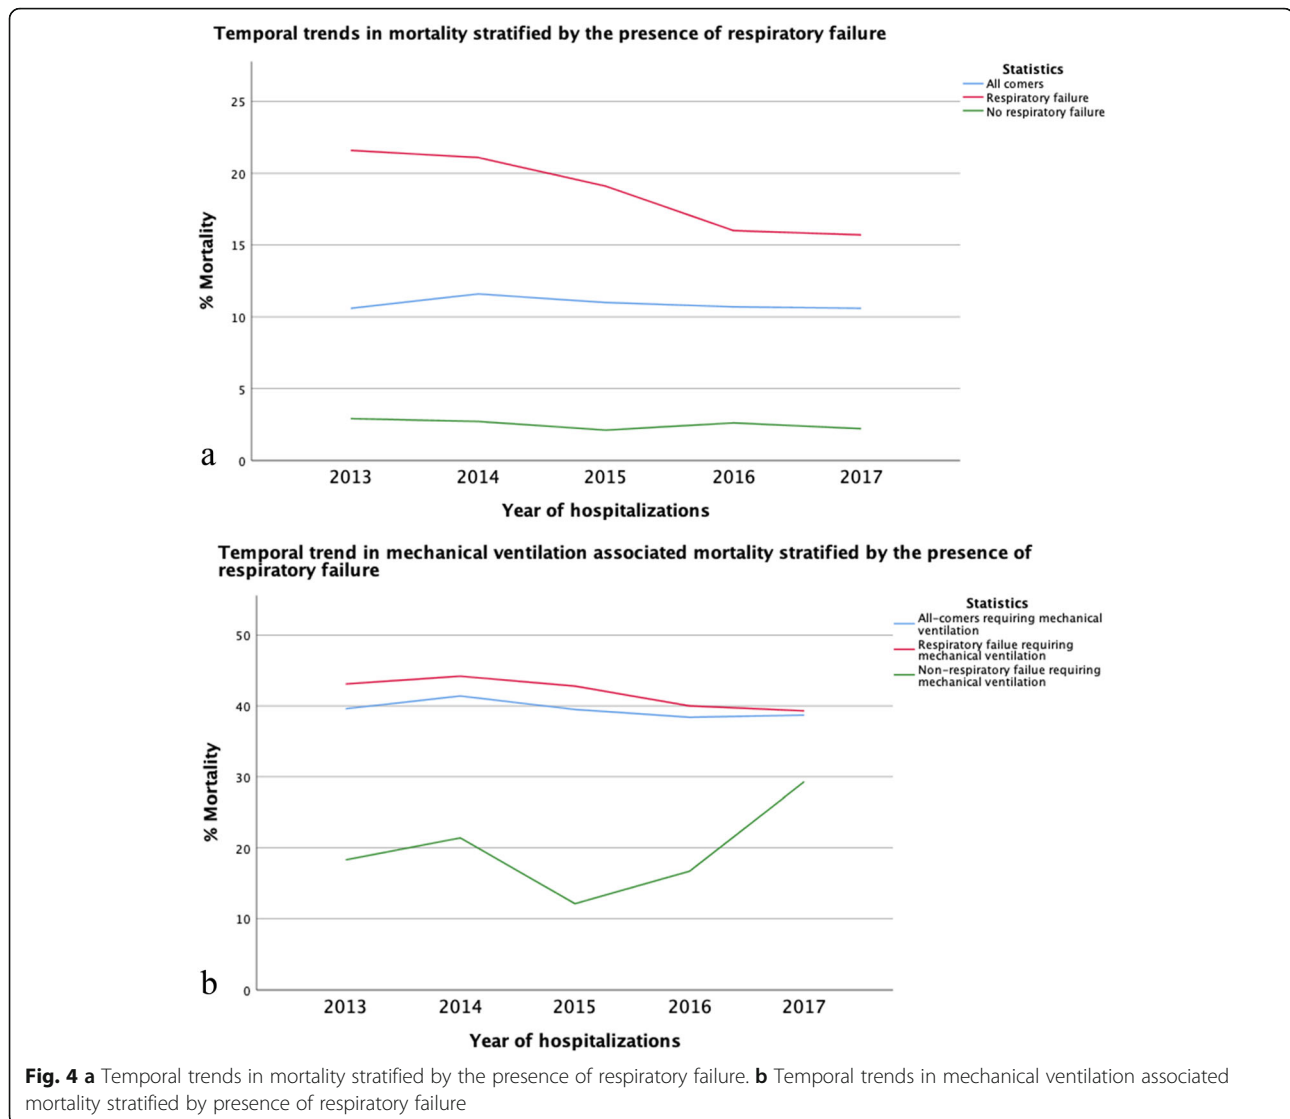 Temporal trends in mortality stratified by the presence of respiratory failure
Statistics
All comers
Respiratory failure
No respiratory failure
25
20
15
10
5
0
% Mortality
a
2013 2014 2015 2016 2017
Year of hospitalizations
Temporal trend in mechanical ventilation associated mortality stratified by the presence of
respiratory failure
Statistics
All-comers requiring mechanical
ventilation
Respiratory failue requiring
mechanical ventilation
Non-respiratory failue requiring
mechanical ventilation
50
40
30
20
10
0
% Mortality
b
2013 2014 2015 2016 2017
Year of hospitalizations
Fig. 4 a Temporal trends in mortality stratified by the presence of respiratory failure. b Temporal trends in mechanical ventilation associated
mortality stratified by presence of respiratory failure